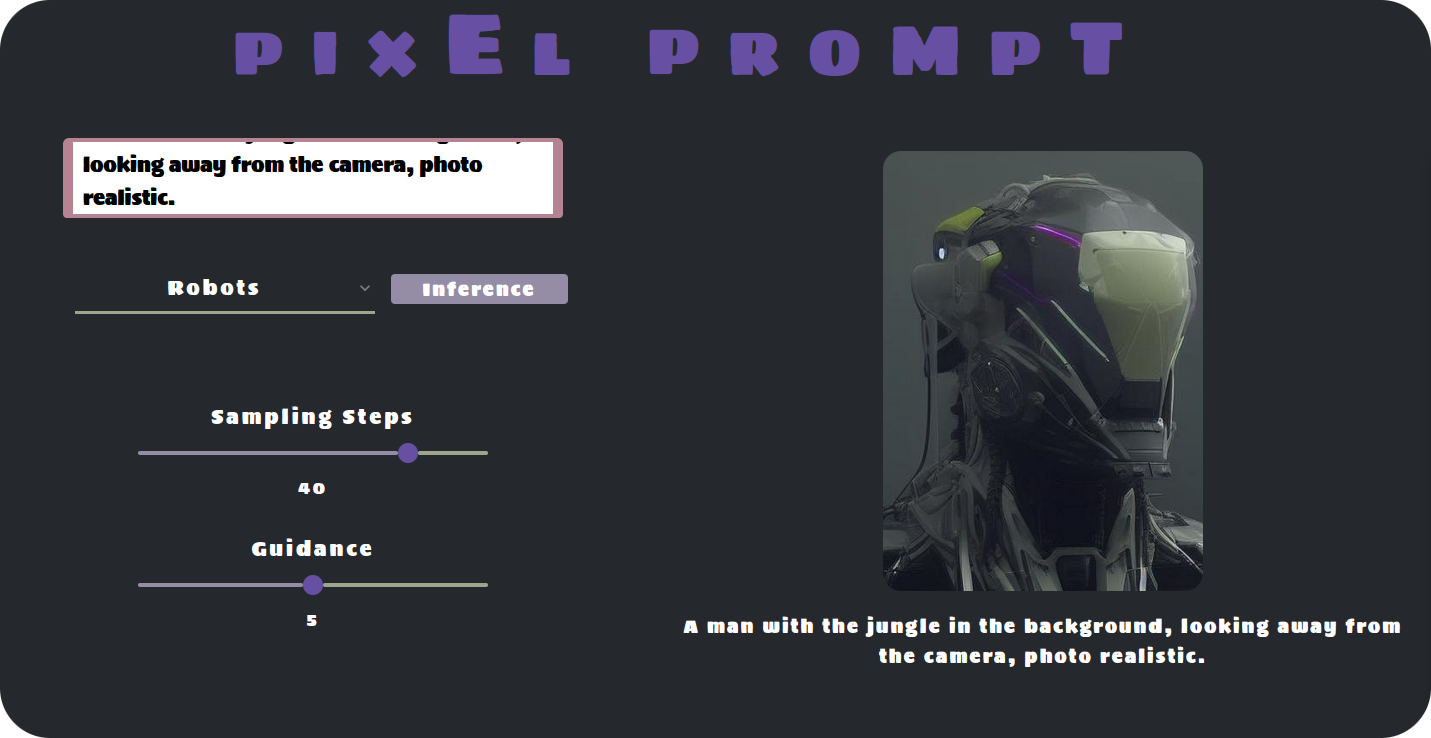 PIXEL PROMPT
looking away from the camera, photo
realistic.
Robots
Inference
Sampling Steps
40
Guidance
5
A man with the jungle in the background, looking away from
the camera, photo realistic.